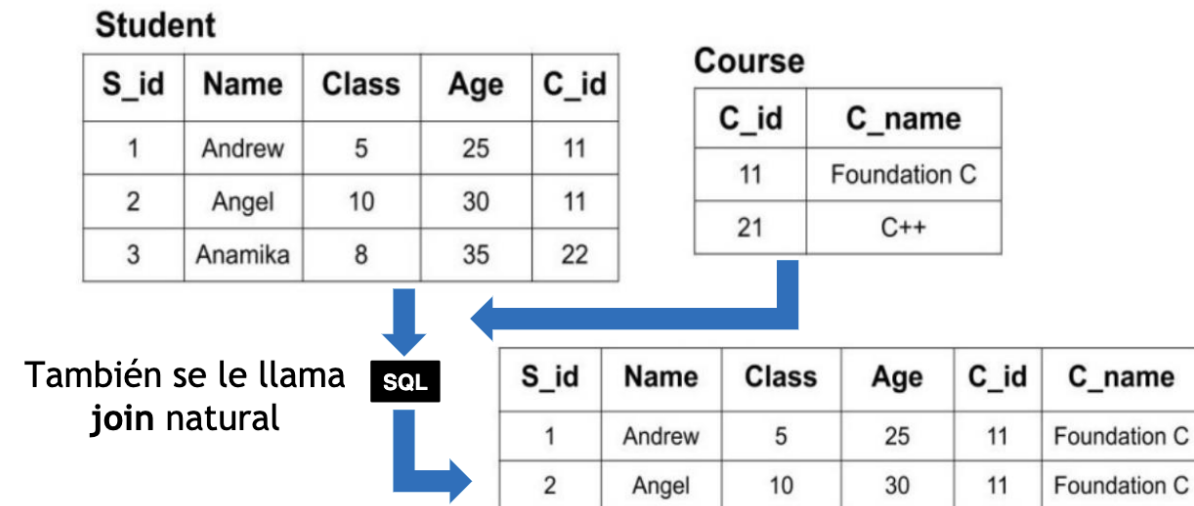 Student
S_id Name Class Age C_id
1 Andrew 5 25 11
2 Angel 10 30 11
3 Anamika 8 35 22
Course
C_id C_name
11 Foundation C
21 C++
También se le llama
join natural
SQL
S_id Name Class Age C_id C_name
1 Andrew 5 25 11 Foundation C
2 Angel 10 30 11 Foundation C